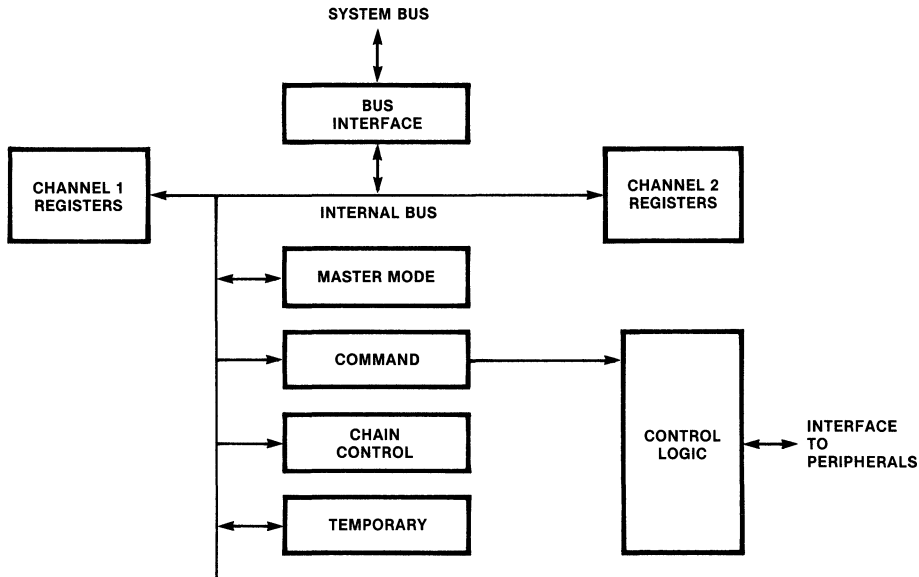 SYSTEM BUS
BUS
INTERFACE
CHANNEL 1
REGISTERS
CHANNEL 2
REGISTERS
INTERNAL BUS
MASTER MODE
COMMAND
CHAIN
CONTROL
CONTROL
LOGIC
INTERFACE
TO
PERIPHERALS
TEMPORARY